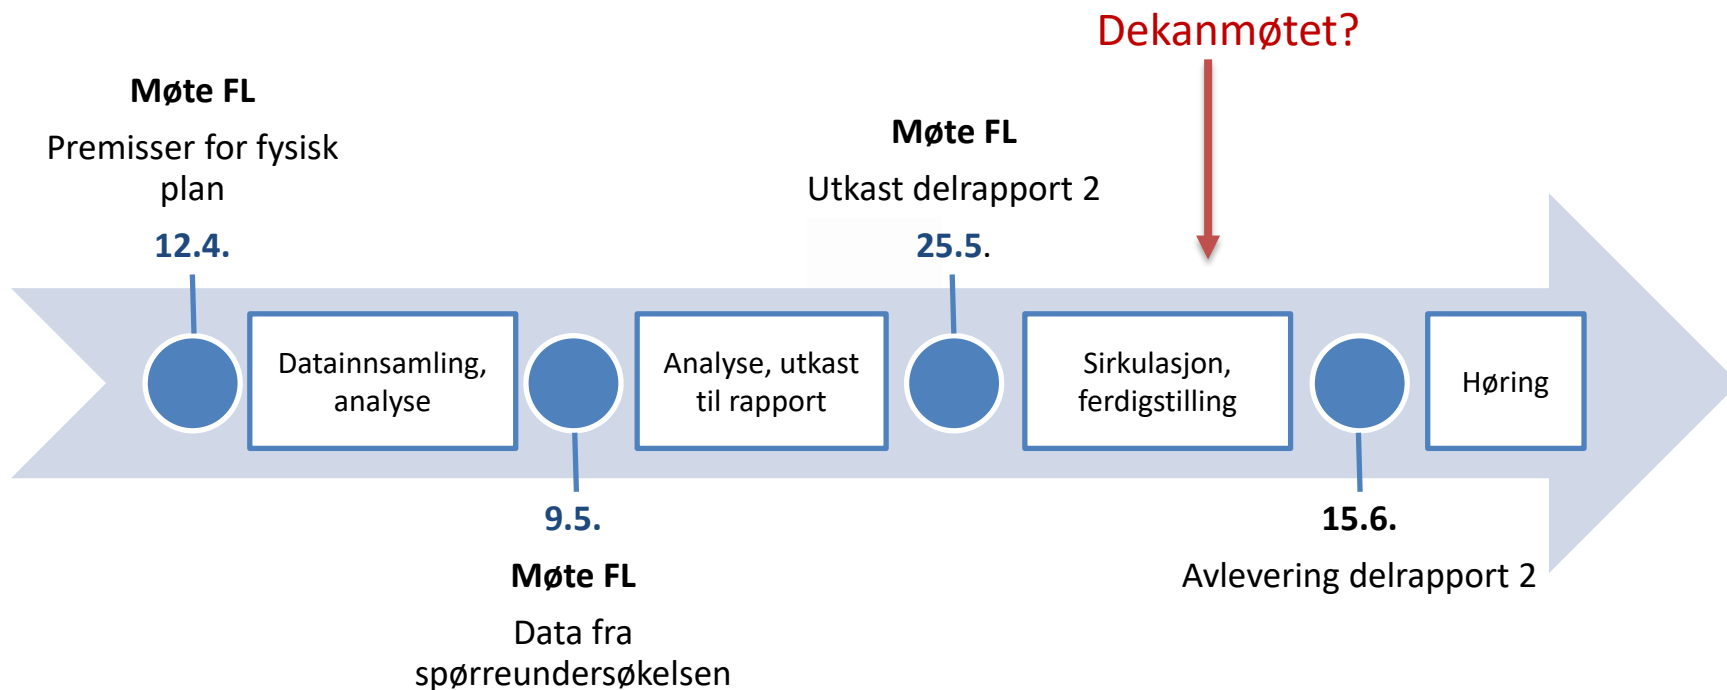 Dekanmøtet?
Møte FL
Premisser for fysisk
plan
12.4.
Møte FL
Utkast delrapport 2
25.5.
Datainnsamling,
analyse
Analyse, utkast
til rapport
Sirkulasjon,
ferdigstilling
Høring
9.5.
Møte FL
Data fra
spørreundersøkelsen
15.6.
Avlevering delrapport 2